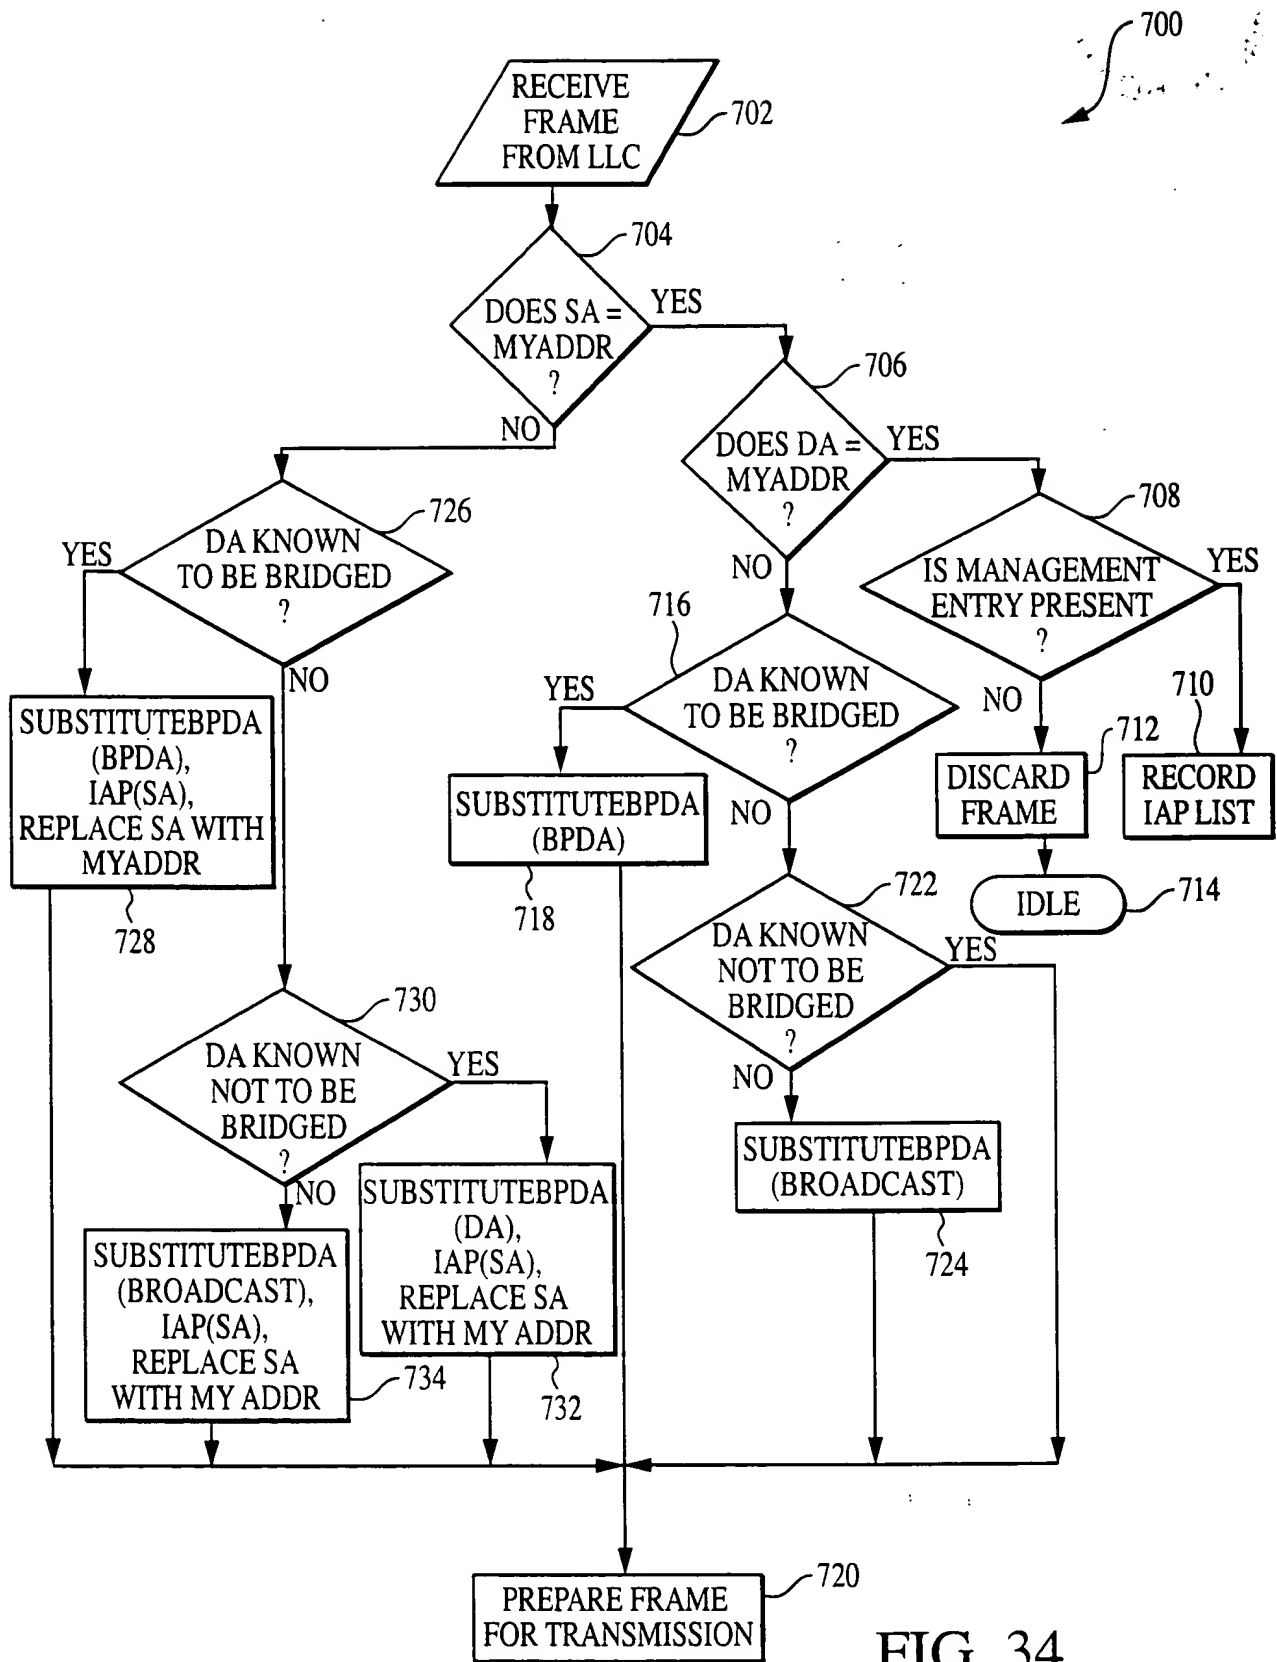 700
RECEIVE
FRAME
FROM LLC
702
704
DOES SA =
MYADDR
?
YES
NO
706
DOES DA =
MYADDR
?
YES
NO
708
IS MANAGEMENT
ENTRY PRESENT
?
YES
NO
710
RECORD
IAP LIST
712
DISCARD
FRAME
IDLE
714
726
DA KNOWN
TO BE BRIDGED
?
YES
NO
716
DA KNOWN
TO BE BRIDGED
?
YES
NO
SUBSTITUTEBPDA
(BPDA),
IAP(SA),
REPLACE SA WITH
MYADDR
728
SUBSTITUTEBPDA
(BPDA)
718
722
DA KNOWN
NOT TO BE
BRIDGED
?
YES
NO
730
DA KNOWN
NOT TO BE
BRIDGED
?
YES
NO
SUBSTITUTEBPDA
(BROADCAST)
724
SUBSTITUTEBPDA
(DA),
IAP(SA),
REPLACE SA
WITH MY ADDR
732
SUBSTITUTEBPDA
(BROADCAST),
IAP(SA),
REPLACE SA
WITH MY ADDR
734
720
PREPARE FRAME
FOR TRANSMISSION
FIG. 34